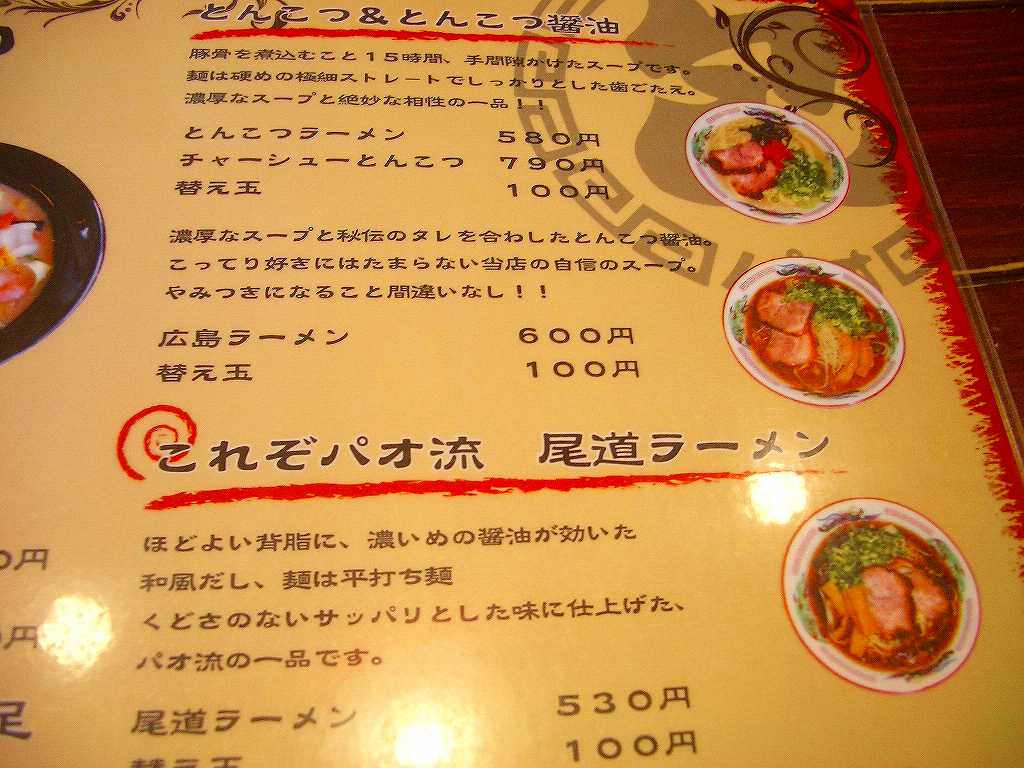 とんこつ＆とんこつ醤油
豚骨を煮込むこと１５時間、手間隙かけたスープです。
麺は硬めの極細ストレートでしっかりとした歯ごたえ。
濃厚なスープと絶妙な相性の一品！！
とんこつラーメン　５８０円
チャーシューとんこつ　７９０円
替え玉　１００円
濃厚なスープと秘伝のタレを合わしたとんこつ醤油。
こってり好きにはたまらない当店の自信のスープ。
やみつきになること間違いなし！！
広島ラーメン　６００円
替え玉　１００円
これぞパオ流　尾道ラーメン
ほどよい背脂に、濃いめの醤油が効いた
和風だし、麺は平打ち麺
くどさのないサッパリとした味に仕上げた、
パオ流の一品です。
尾道ラーメン　５３０円
替え玉　１００円
０円
円
足